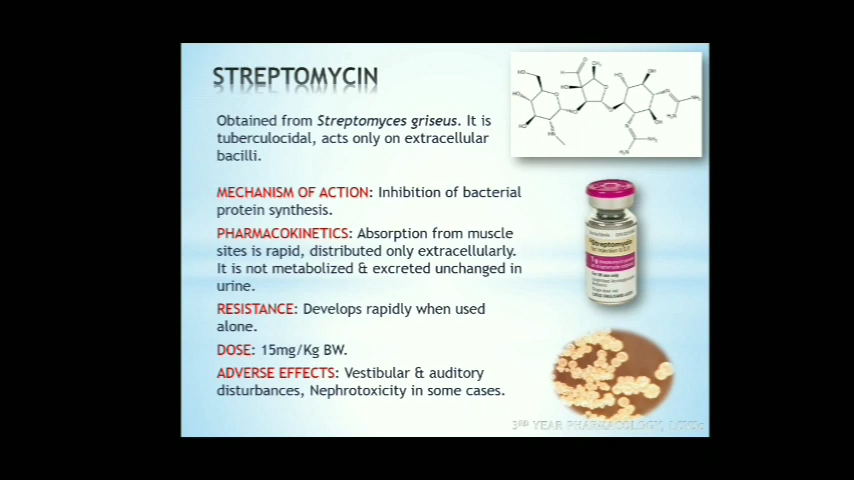 STREPTOMYCIN
Obtained from Streptomyces griseus. It is
tuberculocidal, acts only on extracellular
bacilli.
MECHANISM OF ACTION: Inhibition of bacterial
protein synthesis.
PHARMACOKINETICS: Absorption from muscle
sites is rapid, distributed only extracellularly.
It is not metabolized & excreted unchanged in
urine.
RESISTANCE: Develops rapidly when used
alone.
DOSE: 15mg/Kg BW.
ADVERSE EFFECTS: Vestibular & auditory
disturbances, Nephrotoxicity in some cases.
Streptomycin
3RD YEAR PHARMACOLOGY,